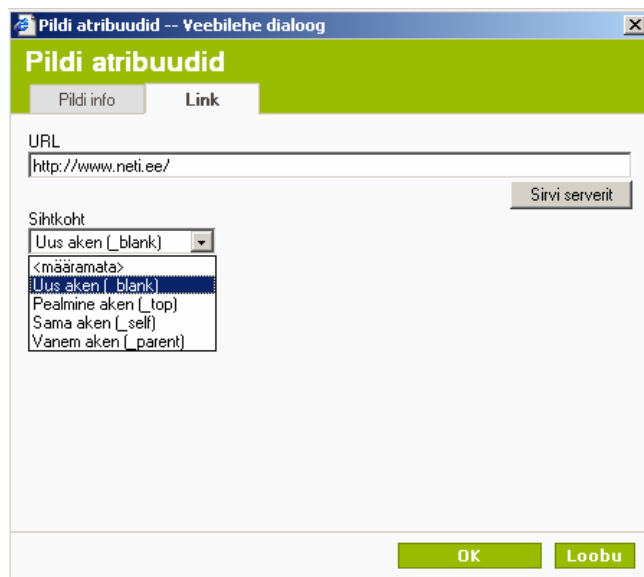 Pildi atribuudid -- Veebilehe dialoog
Pildi atribuudid
Pildi info Link
URL
http://www.neti.ee/
Sirvi serverit
Sihtkoht
Uus aken (_blank)
<määramata>
Uus aken (_blank)
Pealmine aken (_top)
Sama aken (_self)
Vanem aken (_parent)
OK Loobu